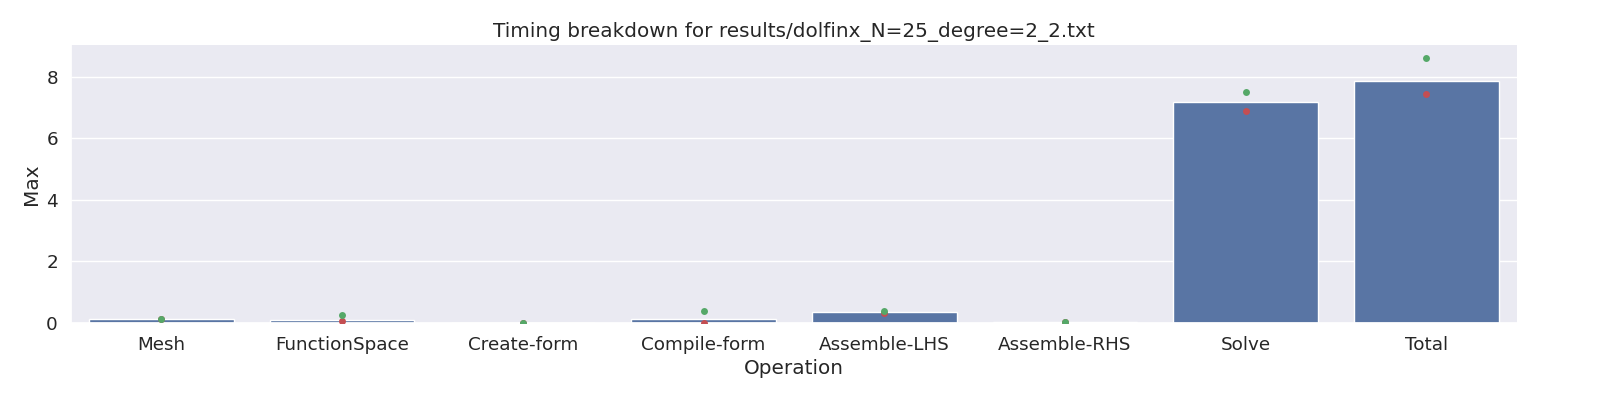 Timing breakdown for results/dolfinx_N=25_degree=2_2.txt
8
6
4
2
0
Max
Mesh FunctionSpace Create-form Compile-form Assemble-LHS Assemble-RHS Solve Total
Operation